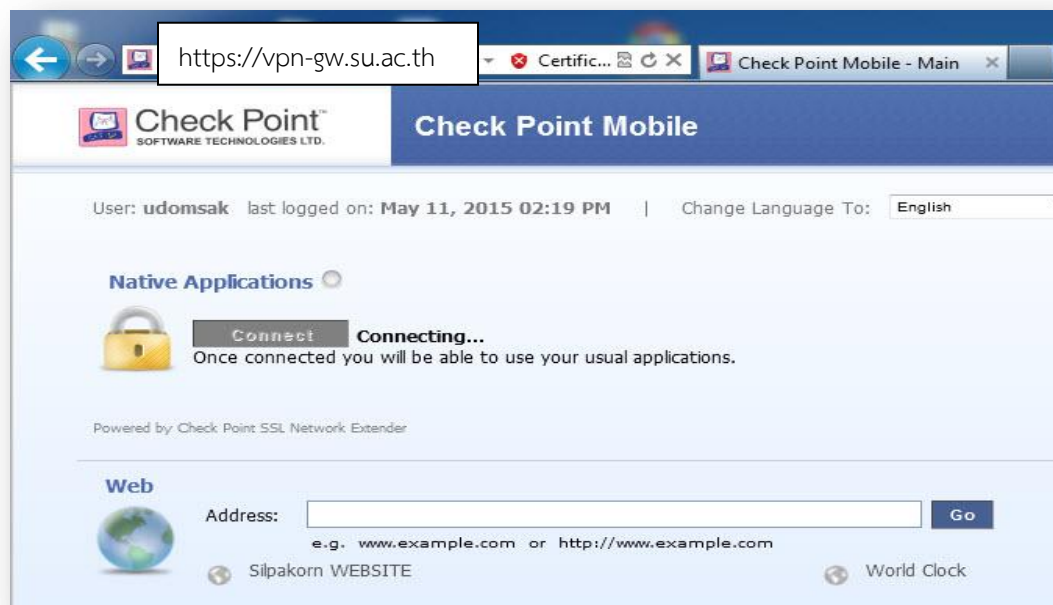 https://vpn-gw.su.ac.th
Certific...
Check Point Mobile - Main
Check Point™
SOFTWARE TECHNOLOGIES LTD.
Check Point Mobile
User: udomsak last logged on: May 11, 2015 02:19 PM | Change Language To: English
Native Applications
Connect Connecting...
Once connected you will be able to use your usual applications.
Powered by Check Point SSL Network Extender
Web
Address: Go
e.g. www.example.com or http://www.example.com
Silpakorn WEBSITE World Clock